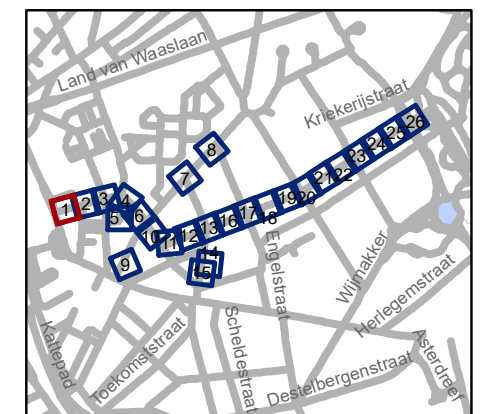 Land van Waaslaan
Kriekerijstraat
26
25
24
23
22
21
20
19
18
17
16
13
12
11
10
8
7
4
3
2
1
5
6
9
14
15
Engelstraat
Wijmakker
Herlegemstraat
Kattepad
Toekomststraat
Scheldestraat
Destelbergenstraat
Asterdreef